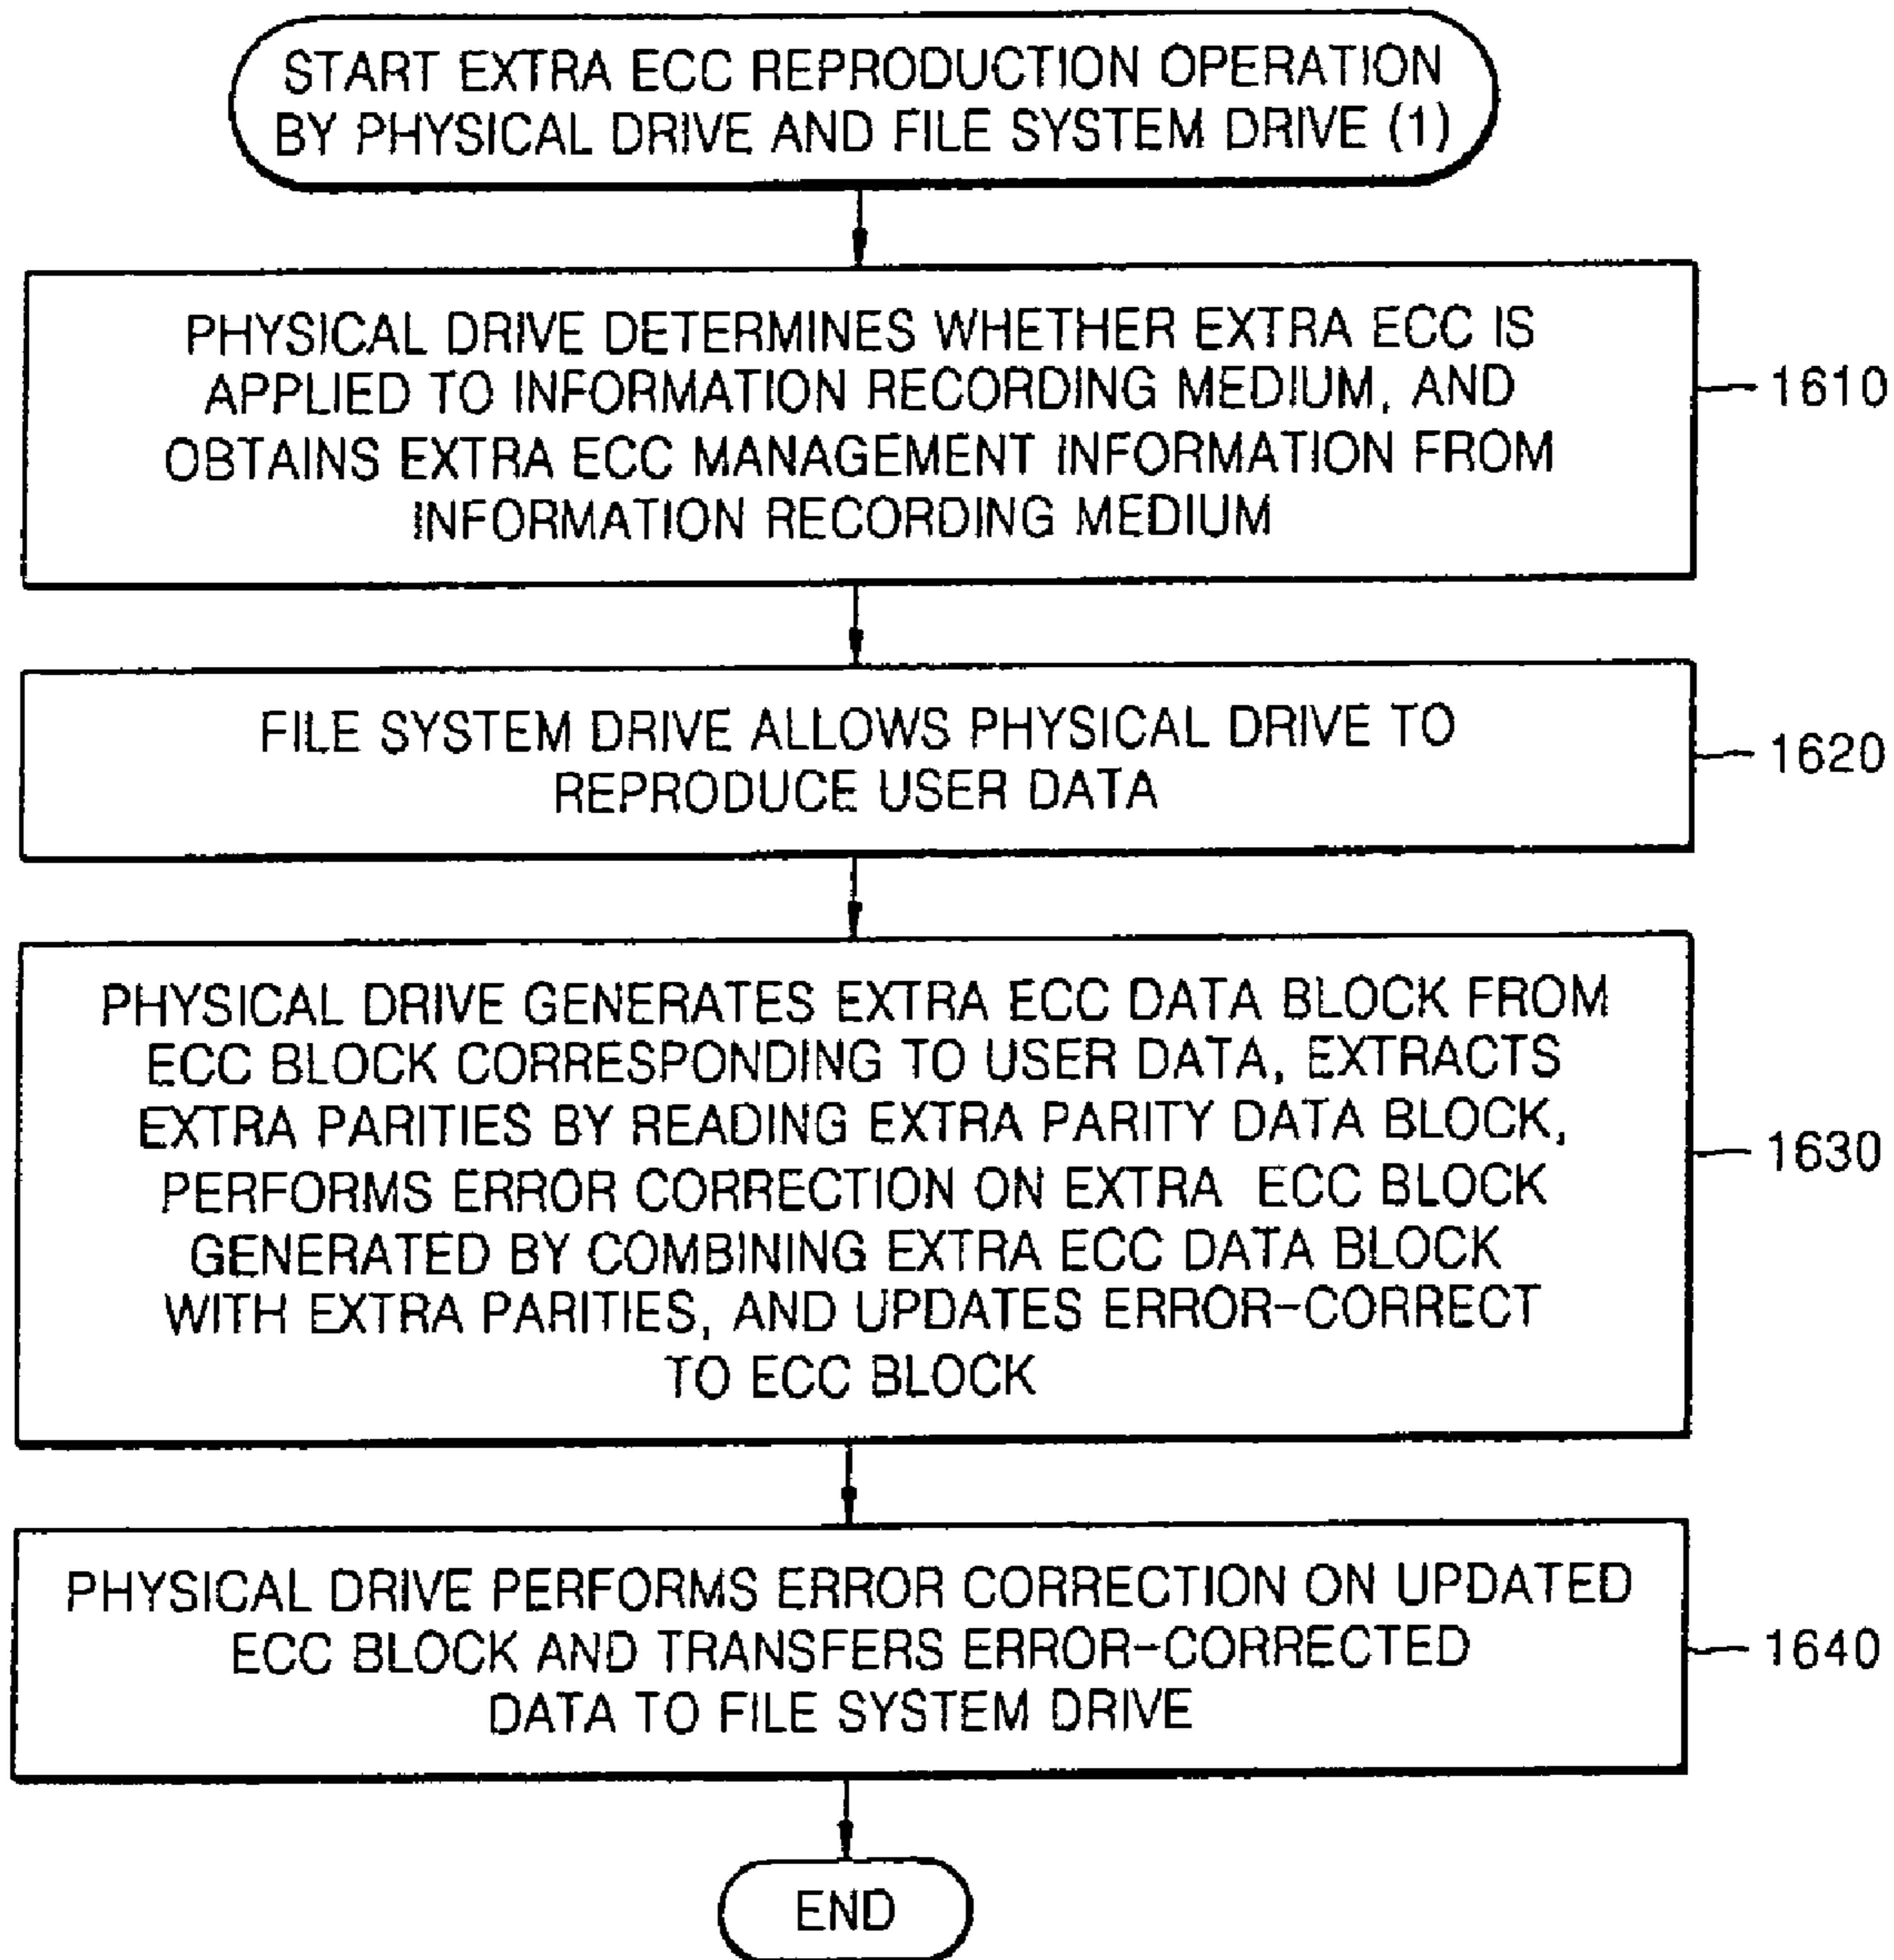 START EXTRA ECC REPRODUCTION OPERATION
BY PHYSICAL DRIVE AND FILE SYSTEM DRIVE (1)
PHYSICAL DRIVE DETERMINES WHETHER EXTRA ECC IS
APPLIED TO INFORMATION RECORDING MEDIUM, AND
OBTAINS EXTRA ECC MANAGEMENT INFORMATION FROM
INFORMATION RECORDING MEDIUM
1610
FILE SYSTEM DRIVE ALLOWS PHYSICAL DRIVE TO
REPRODUCE USER DATA
1620
PHYSICAL DRIVE GENERATES EXTRA ECC DATA BLOCK FROM
ECC BLOCK CORRESPONDING TO USER DATA, EXTRACTS
EXTRA PARITIES BY READING EXTRA PARITY DATA BLOCK,
PERFORMS ERROR CORRECTION ON EXTRA ECC BLOCK
GENERATED BY COMBINING EXTRA ECC DATA BLOCK
WITH EXTRA PARITIES, AND UPDATES ERROR-CORRECT
TO ECC BLOCK
1630
PHYSICAL DRIVE PERFORMS ERROR CORRECTION ON UPDATED
ECC BLOCK AND TRANSFERS ERROR-CORRECTED
DATA TO FILE SYSTEM DRIVE
1640
END